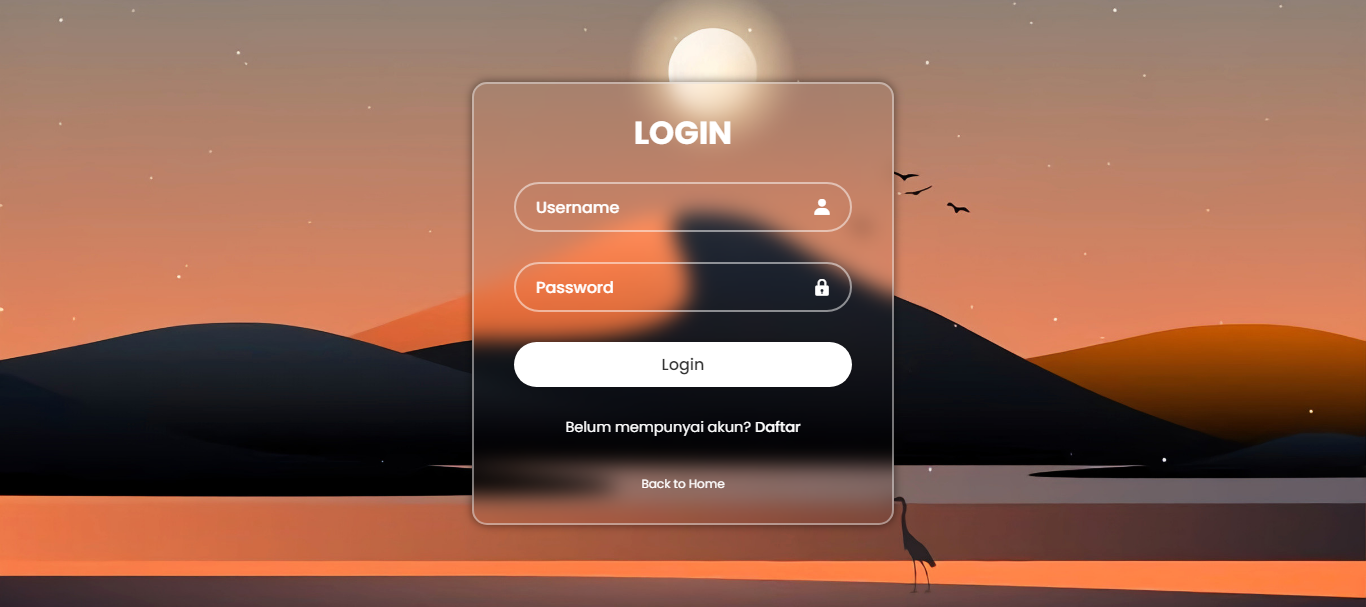 LOGIN
Username
Password
Login
Belum mempunyai akun? Daftar
Back to Home